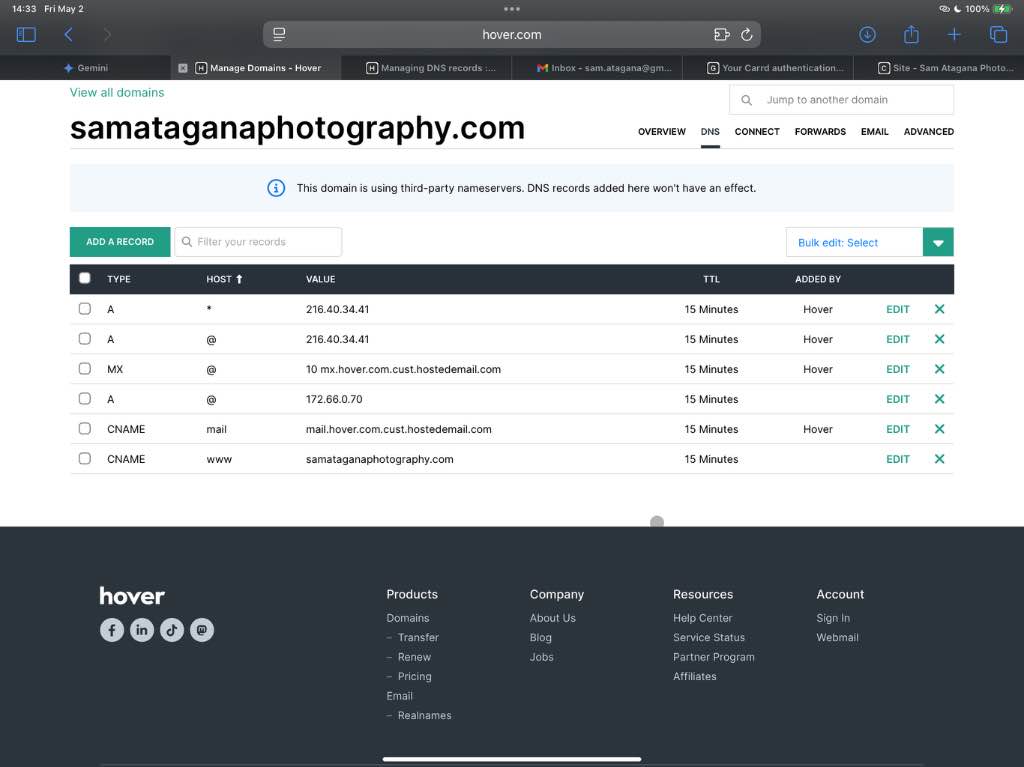 14:33 Fri May 2
100%
hover.com
Gemini
Manage Domains - Hover
Managing DNS records :...
Inbox - sam.atagana@gm...
Your Carrd authentication...
Site - Sam Atagana Photo...
View all domains
Jump to another domain
samataganaphotography.com
OVERVIEW DNS CONNECT FORWARDS EMAIL ADVANCED
This domain is using third-party nameservers. DNS records added here won't have an effect.
ADD A RECORD Filter your records Bulk edit: Select
TYPE HOST VALUE TTL ADDED BY
A * 216.40.34.41 15 Minutes Hover EDIT
A @ 216.40.34.41 15 Minutes Hover EDIT
MX @ 10 mx.hover.com.cust.hostedemail.com 15 Minutes Hover EDIT
A @ 172.66.0.70 15 Minutes EDIT
CNAME mail mail.hover.com.cust.hostedemail.com 15 Minutes Hover EDIT
CNAME www samataganaphotography.com 15 Minutes EDIT
hover
Products
Domains
– Transfer
– Renew
– Pricing
Email
– Realnames
Company
About Us
Blog
Jobs
Resources
Help Center
Service Status
Partner Program
Affiliates
Account
Sign In
Webmail